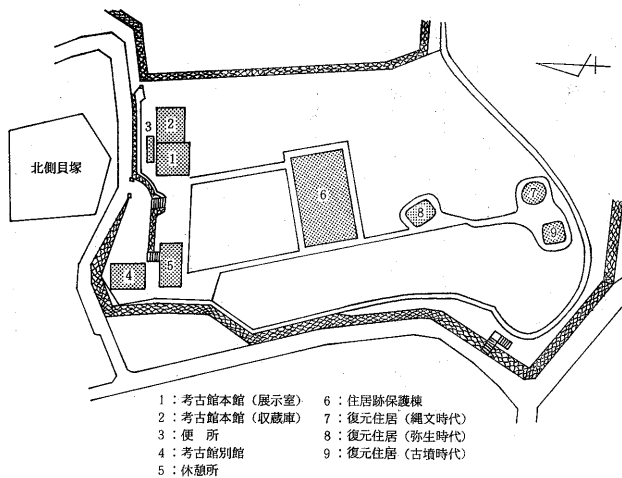 北側貝塚
3
2
1
6
7
8
9
5
4
1：考古館本館（展示室）
2：考古館本館（収蔵庫）
3：便　所
4：考古館別館
5：休憩所
6：住居跡保護棟
7：復元住居（縄文時代）
8：復元住居（弥生時代）
9：復元住居（古墳時代）